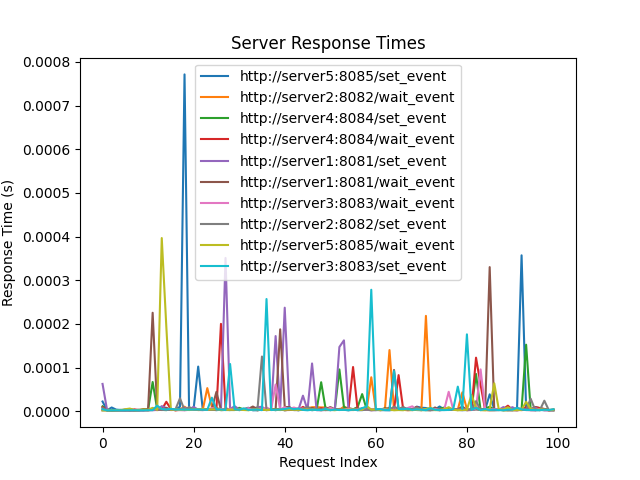 Server Response Times
http://server5:8085/set_event
http://server2:8082/wait_event
http://server4:8084/set_event
http://server4:8084/wait_event
http://server1:8081/set_event
http://server1:8081/wait_event
http://server3:8083/wait_event
http://server2:8082/set_event
http://server5:8085/wait_event
http://server3:8083/set_event
Response Time (s)
0.0008
0.0007
0.0006
0.0005
0.0004
0.0003
0.0002
0.0001
0.0000
0 20 40 60 80 100
Request Index